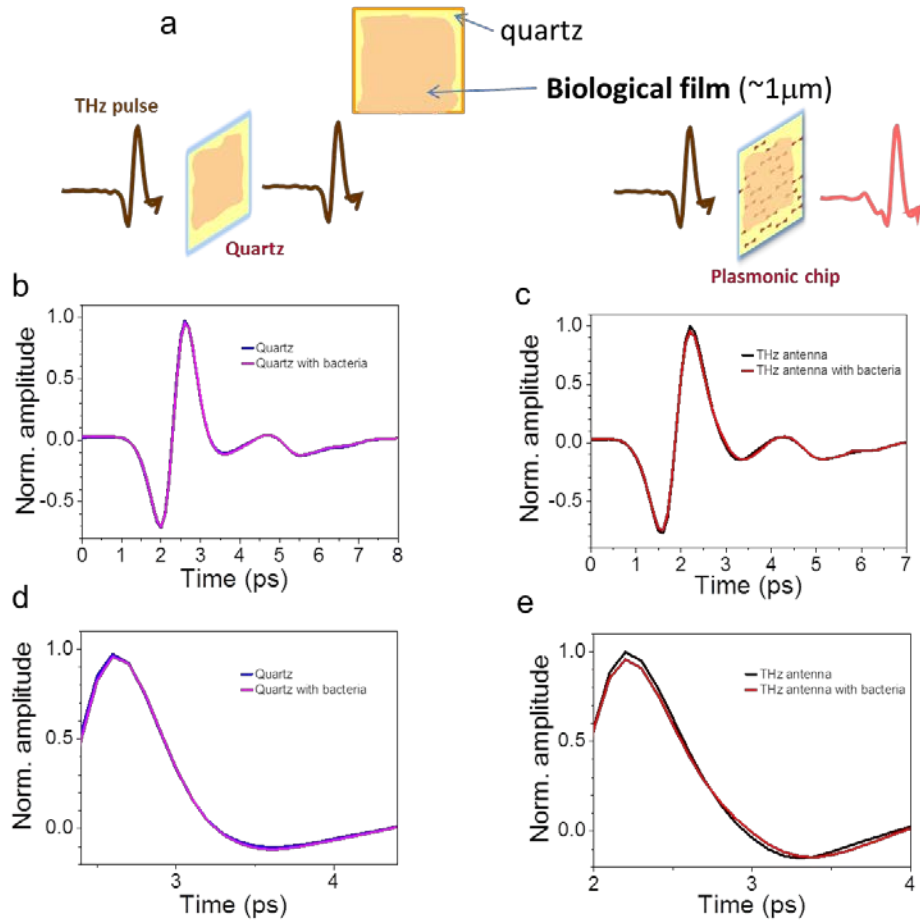 a
quartz
Biological film (~1μm)
THz pulse
Quartz
Plasmonic chip
b
Norm. amplitude
1.0
0.5
0.0
-0.5
Quartz
Quartz with bacteria
0 1 2 3 4 5 6 7 8
Time (ps)
c
Norm. amplitude
1.0
0.5
0.0
-0.5
THz antenna
THz antenna with bacteria
0 1 2 3 4 5 6 7
Time (ps)
d
Norm. amplitude
1.0
0.5
0.0
Quartz
Quartz with bacteria
3 4
Time (ps)
e
Norm. amplitude
1.0
0.5
0.0
THz antenna
THz antenna with bacteria
2 3 4
Time (ps)